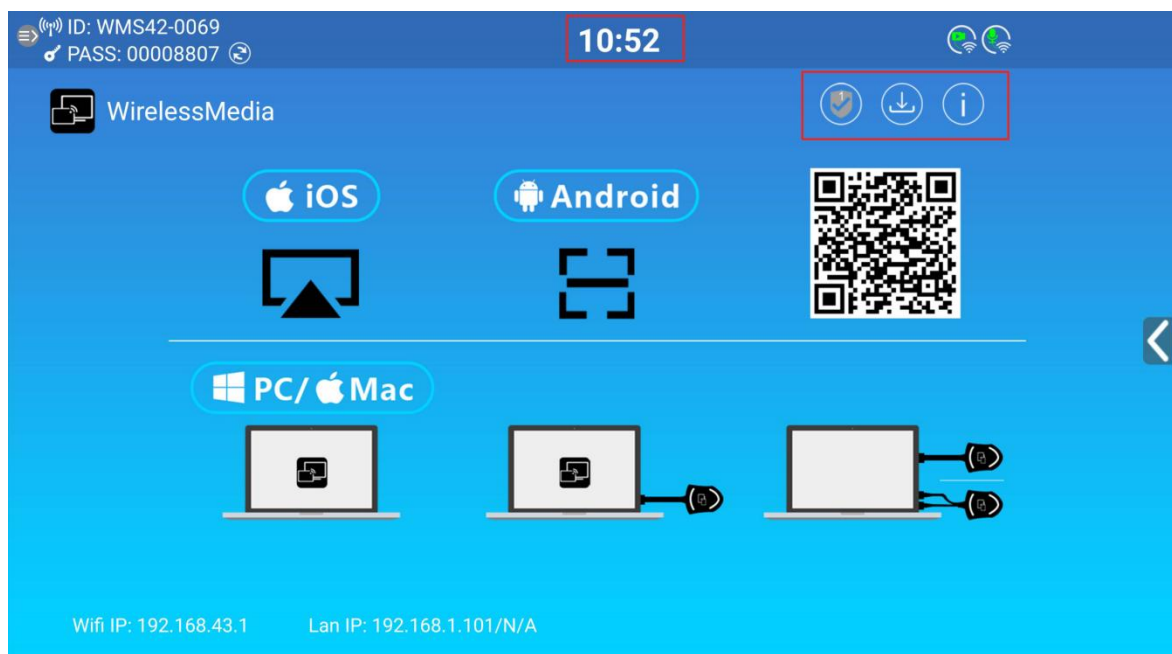 ID: WMS42-0069
PASS: 00008807
10:52
WirelessMedia
1
i
iOS
Android
PC/ Mac
Wifi IP: 192.168.43.1
Lan IP: 192.168.1.101/N/A